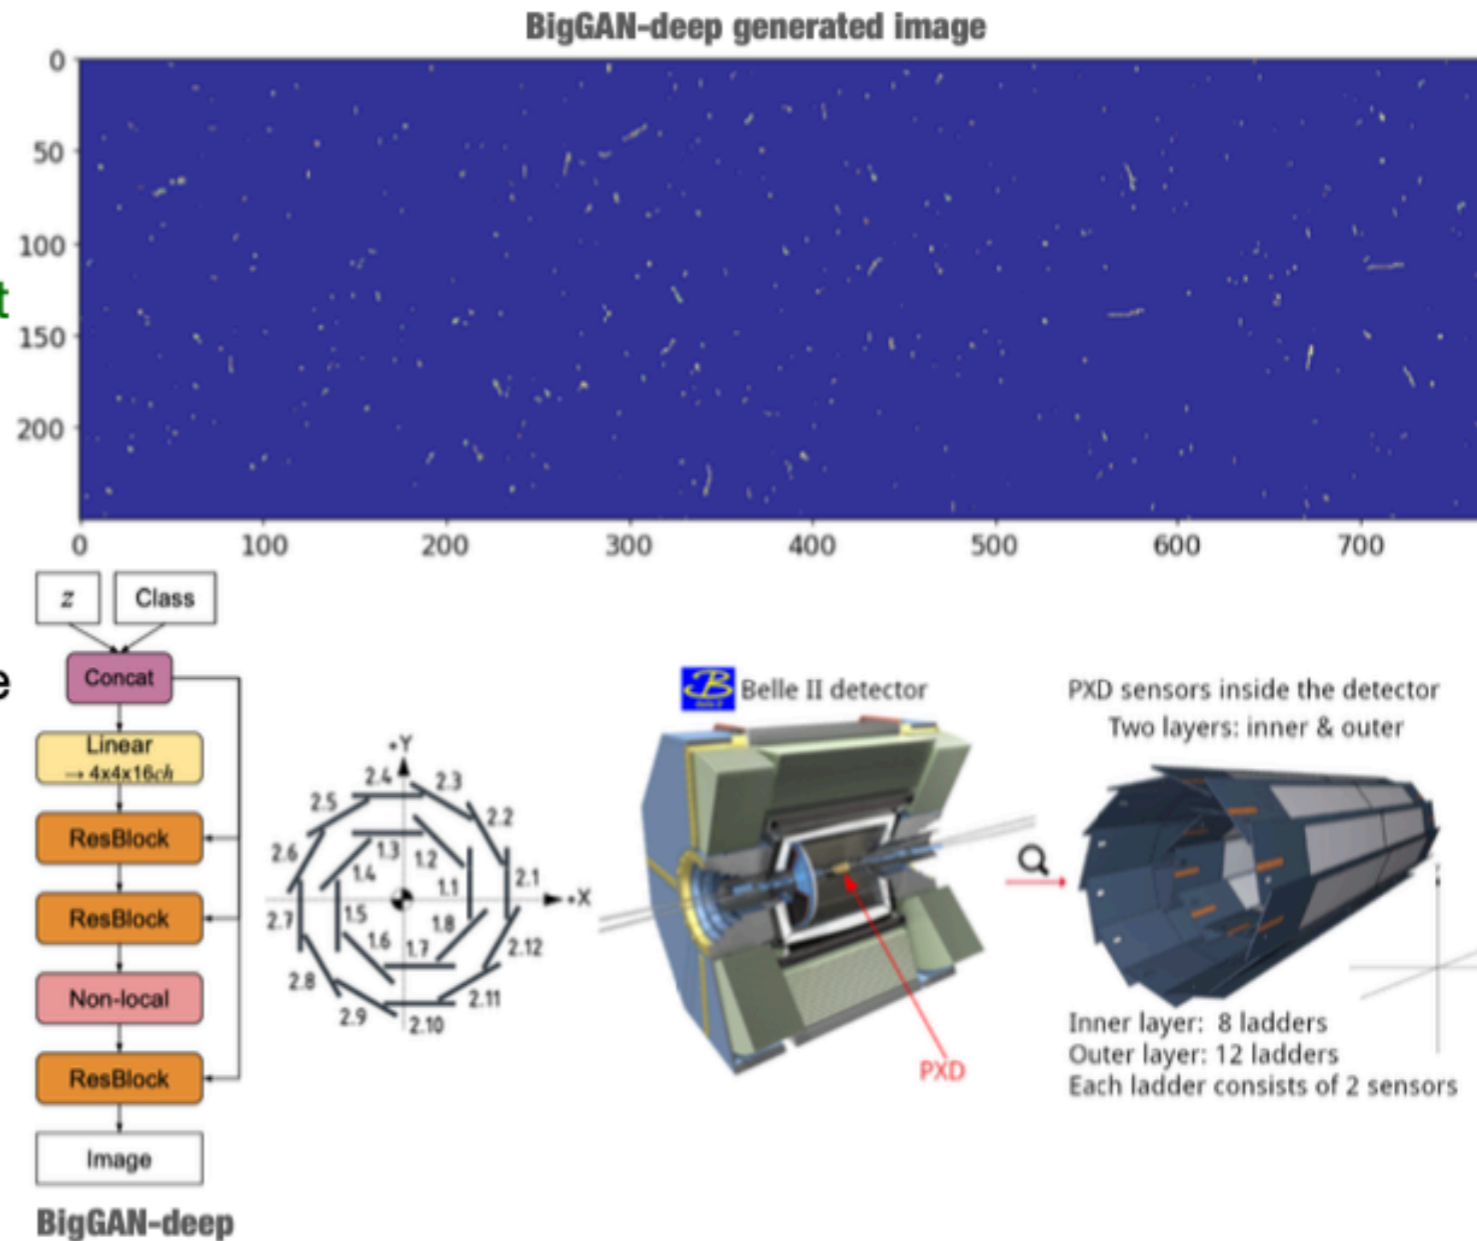 BigGAN-deep generated image
0
50
100
t
150
200
0 100 200 300 400 500 600 700
z Class
Concat
e
Linear
→ 4x4x16ch
ResBlock
ResBlock
Non-local
ResBlock
Image
BigGAN-deep
+Y
2.4 2.3
2.5 2.2
2.6 1.3 1.2
1.4 1.1 2.1
+X
2.7 1.5 1.8
1.6 1.7 2.12
2.8 2.11
2.9 2.10
B Belle II detector
PXD
PXD sensors inside the detector
Two layers: inner & outer
Inner layer: 8 ladders
Outer layer: 12 ladders
Each ladder consists of 2 sensors